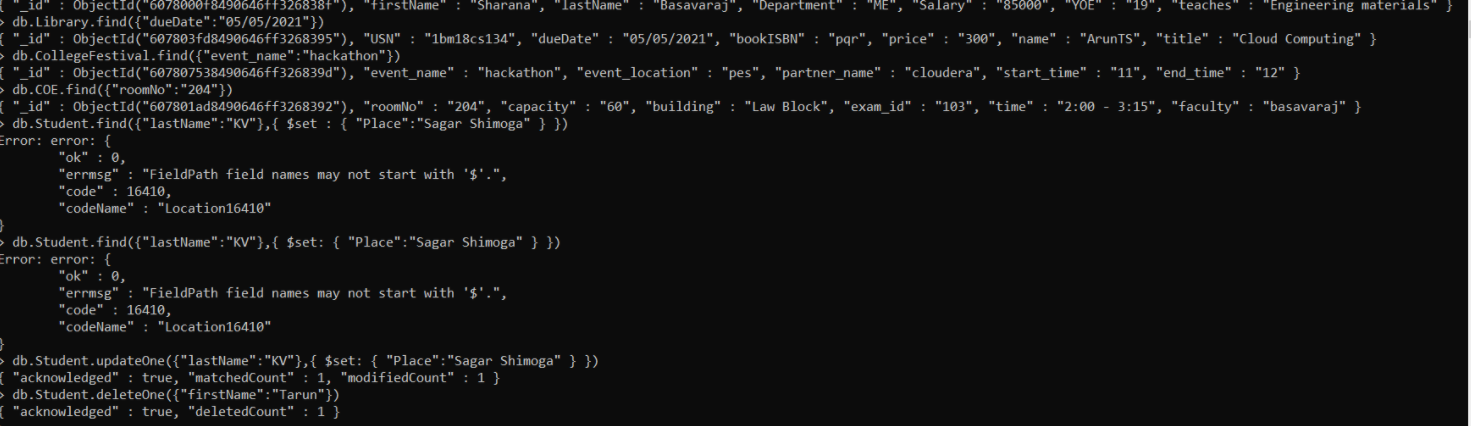 { "_id" : ObjectId("6078000f8490646ff326838f"), "firstName" : "Sharana", "lastName" : "Basavaraj", "Department" : "ME", "Salary" : "85000", "YOE" : "19", "teaches" : "Engineering materials" }
> db.Library.find({"dueDate":"05/05/2021"})
{ "_id" : ObjectId("607803fd8490646ff3268395"), "USN" : "1bm18cs134", "dueDate" : "05/05/2021", "bookISBN" : "pqr", "price" : "300", "name" : "ArunTS", "title" : "Cloud Computing" }
> db.CollegeFestival.find({"event_name":"hackathon"})
{ "_id" : ObjectId("607807538490646ff326839d"), "event_name" : "hackathon", "event_location" : "pes", "partner_name" : "cloudera", "start_time" : "11", "end_time" : "12" }
> db.COE.find({"roomNo":"204"})
{ "_id" : ObjectId("607801ad8490646ff3268392"), "roomNo" : "204", "capacity" : "60", "building" : "Law Block", "exam_id" : "103", "time" : "2:00 - 3:15", "faculty" : "basavaraj" }
> db.Student.find({"lastName":"KV"},{ $set : { "Place":"Sagar Shimoga" } })
Error: error: {
"ok" : 0,
"errmsg" : "FieldPath field names may not start with '$'.",
"code" : 16410,
"codeName" : "Location16410"
}
> db.Student.find({"lastName":"KV"},{ $set: { "Place":"Sagar Shimoga" } })
Error: error: {
"ok" : 0,
"errmsg" : "FieldPath field names may not start with '$'.",
"code" : 16410,
"codeName" : "Location16410"
}
> db.Student.updateOne({"lastName":"KV"},{ $set: { "Place":"Sagar Shimoga" } })
{ "acknowledged" : true, "matchedCount" : 1, "modifiedCount" : 1 }
> db.Student.deleteOne({"firstName":"Tarun"})
{ "acknowledged" : true, "deletedCount" : 1 }